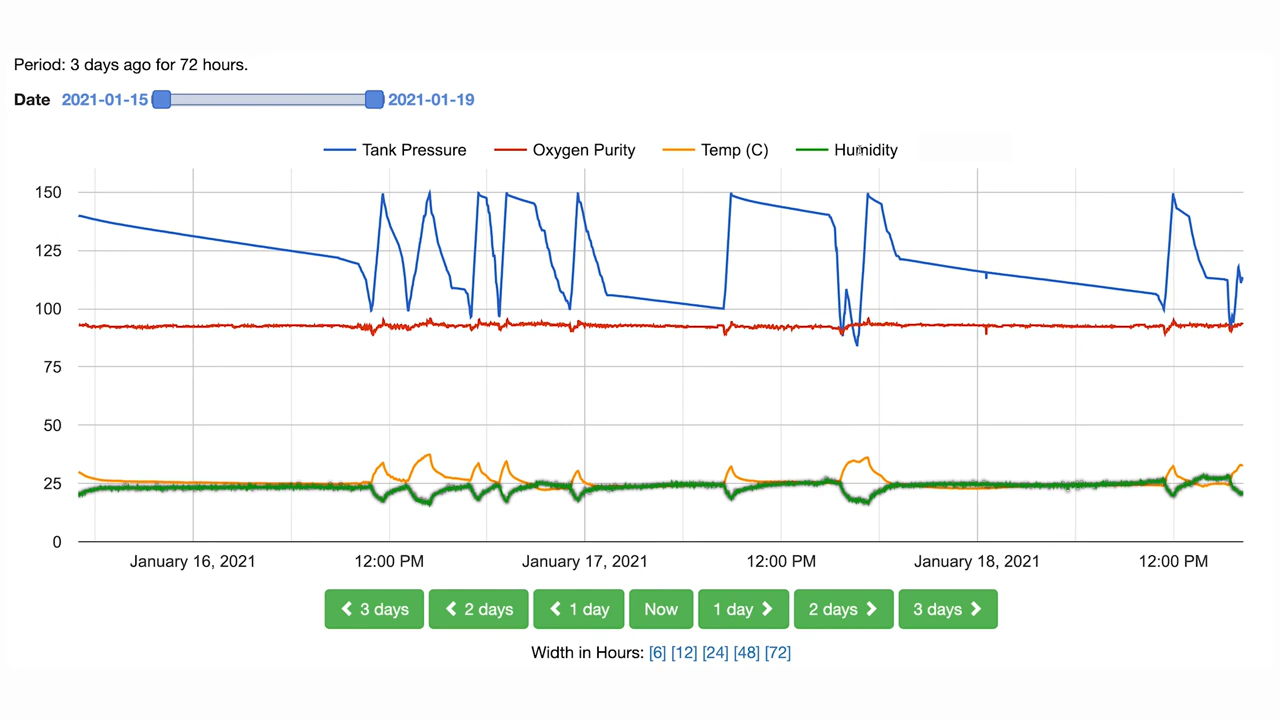 Period: 3 days ago for 72 hours.
Date 2021-01-15 2021-01-19
Tank Pressure Oxygen Purity Temp (C) Humidity
150
125
100
75
50
25
0
January 16, 2021 12:00 PM January 17, 2021 12:00 PM January 18, 2021 12:00 PM
3 days 2 days 1 day Now 1 day 2 days 3 days
Width in Hours: [6] [12] [24] [48] [72]